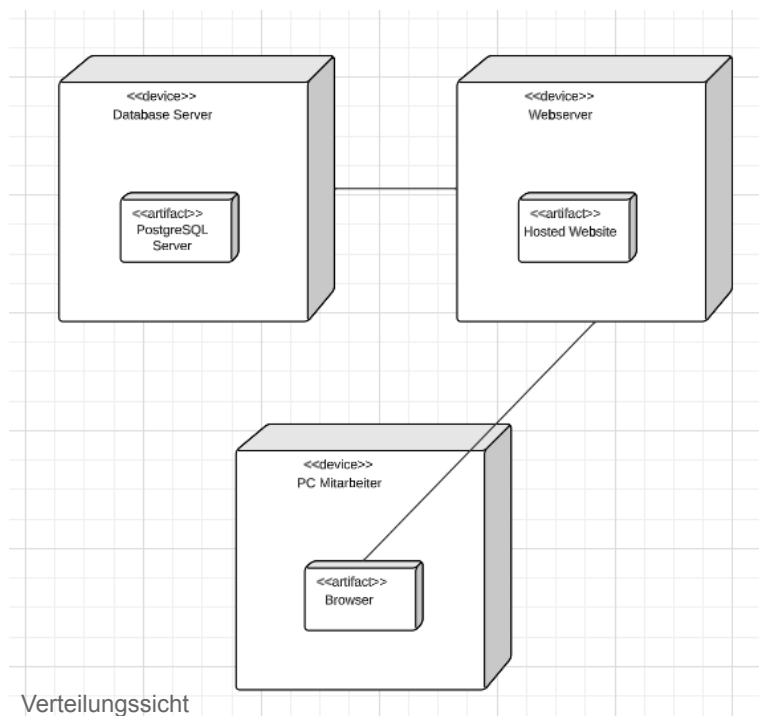 <<device>>
Database Server
<<artifact>>
PostgreSQL
Server
<<device>>
Webserver
<<artifact>>
Hosted Website
<<device>>
PC Mitarbeiter
<<artifact>>
Browser
Verteilungssicht